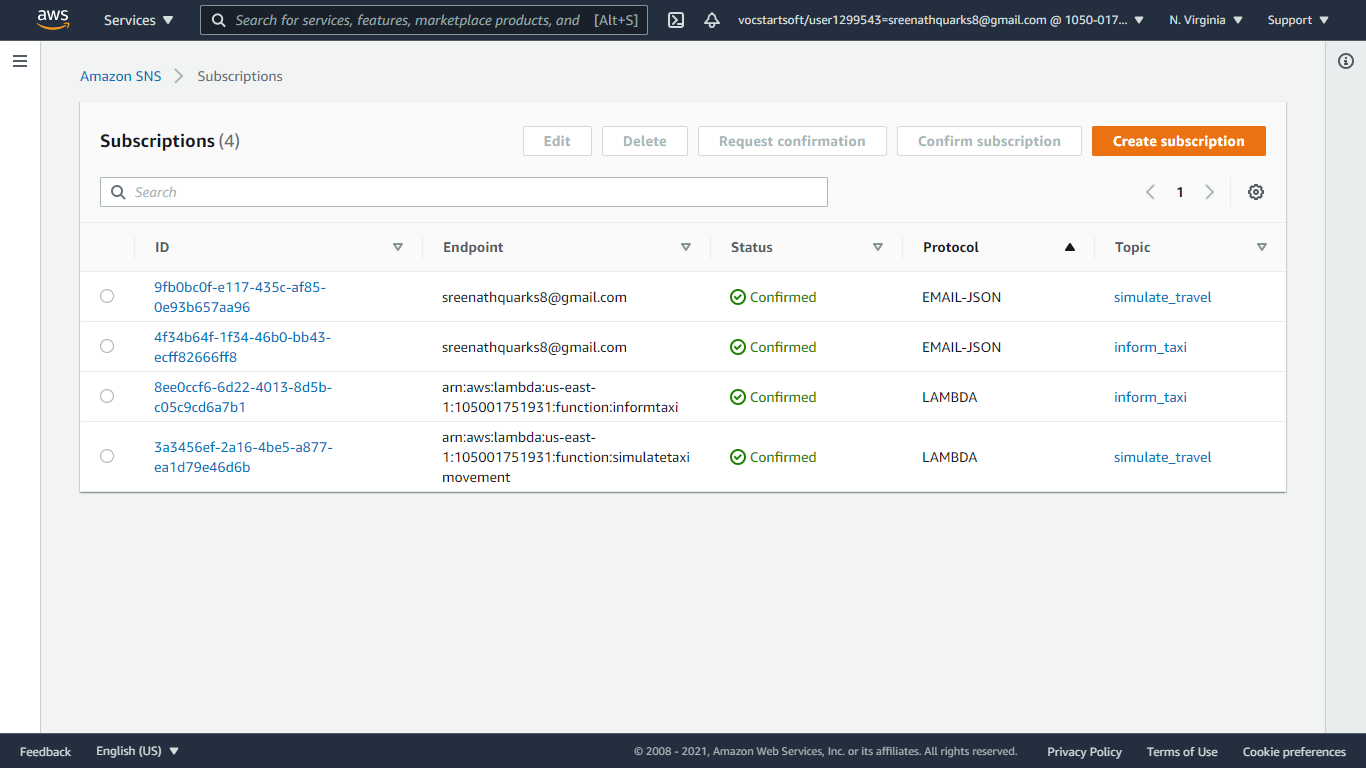 aws
Services
Search for services, features, marketplace products, and [Alt+S]
vocstartsoft/user1299543=sreenathquarks8@gmail.com @ 1050-017...
N. Virginia
Support
Amazon SNS Subscriptions
Subscriptions (4)
Edit
Delete
Request confirmation
Confirm subscription
Create subscription
Search
1
ID Endpoint Status Protocol Topic
9fb0bc0f-e117-435c-af85-
0e93b657aa96
sreenathquarks8@gmail.com
Confirmed
EMAIL-JSON
simulate_travel
4f34b64f-1f34-46b0-bb43-
ecff82666ff8
sreenathquarks8@gmail.com
Confirmed
EMAIL-JSON
inform_taxi
8ee0ccf6-6d22-4013-8d5b-
c05c9cd6a7b1
arn:aws:lambda:us-east-
1:105001751931:function:informtaxi
Confirmed
LAMBDA
inform_taxi
3a3456ef-2a16-4be5-a877-
ea1d79e46d6b
arn:aws:lambda:us-east-
1:105001751931:function:simulatetaxi
movement
Confirmed
LAMBDA
simulate_travel
Feedback
English (US)
© 2008 - 2021, Amazon Web Services, Inc. or its affiliates. All rights reserved.
Privacy Policy
Terms of Use
Cookie preferences